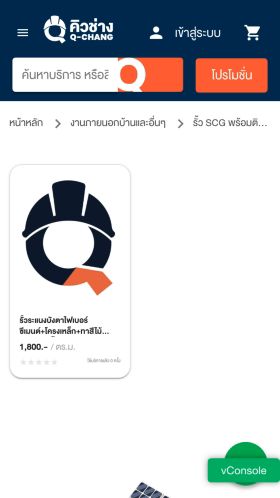 คิวช่าง
Q-CHANG
เข้าสู่ระบบ
ค้นหาบริการ หรือสิ
โปรโมชั่น
หน้าหลัก > งานภายนอกบ้านและอื่นๆ > รั้ว SCG พร้อมติ...
รั้วระแนงบังตาไฟเบอร์
ซีเมนต์+โครงเหล็ก+ทาสีไม้...
1,800.- / ตร.ม.
ให้บริการแล้ว 0 ครั้ง
vConsole